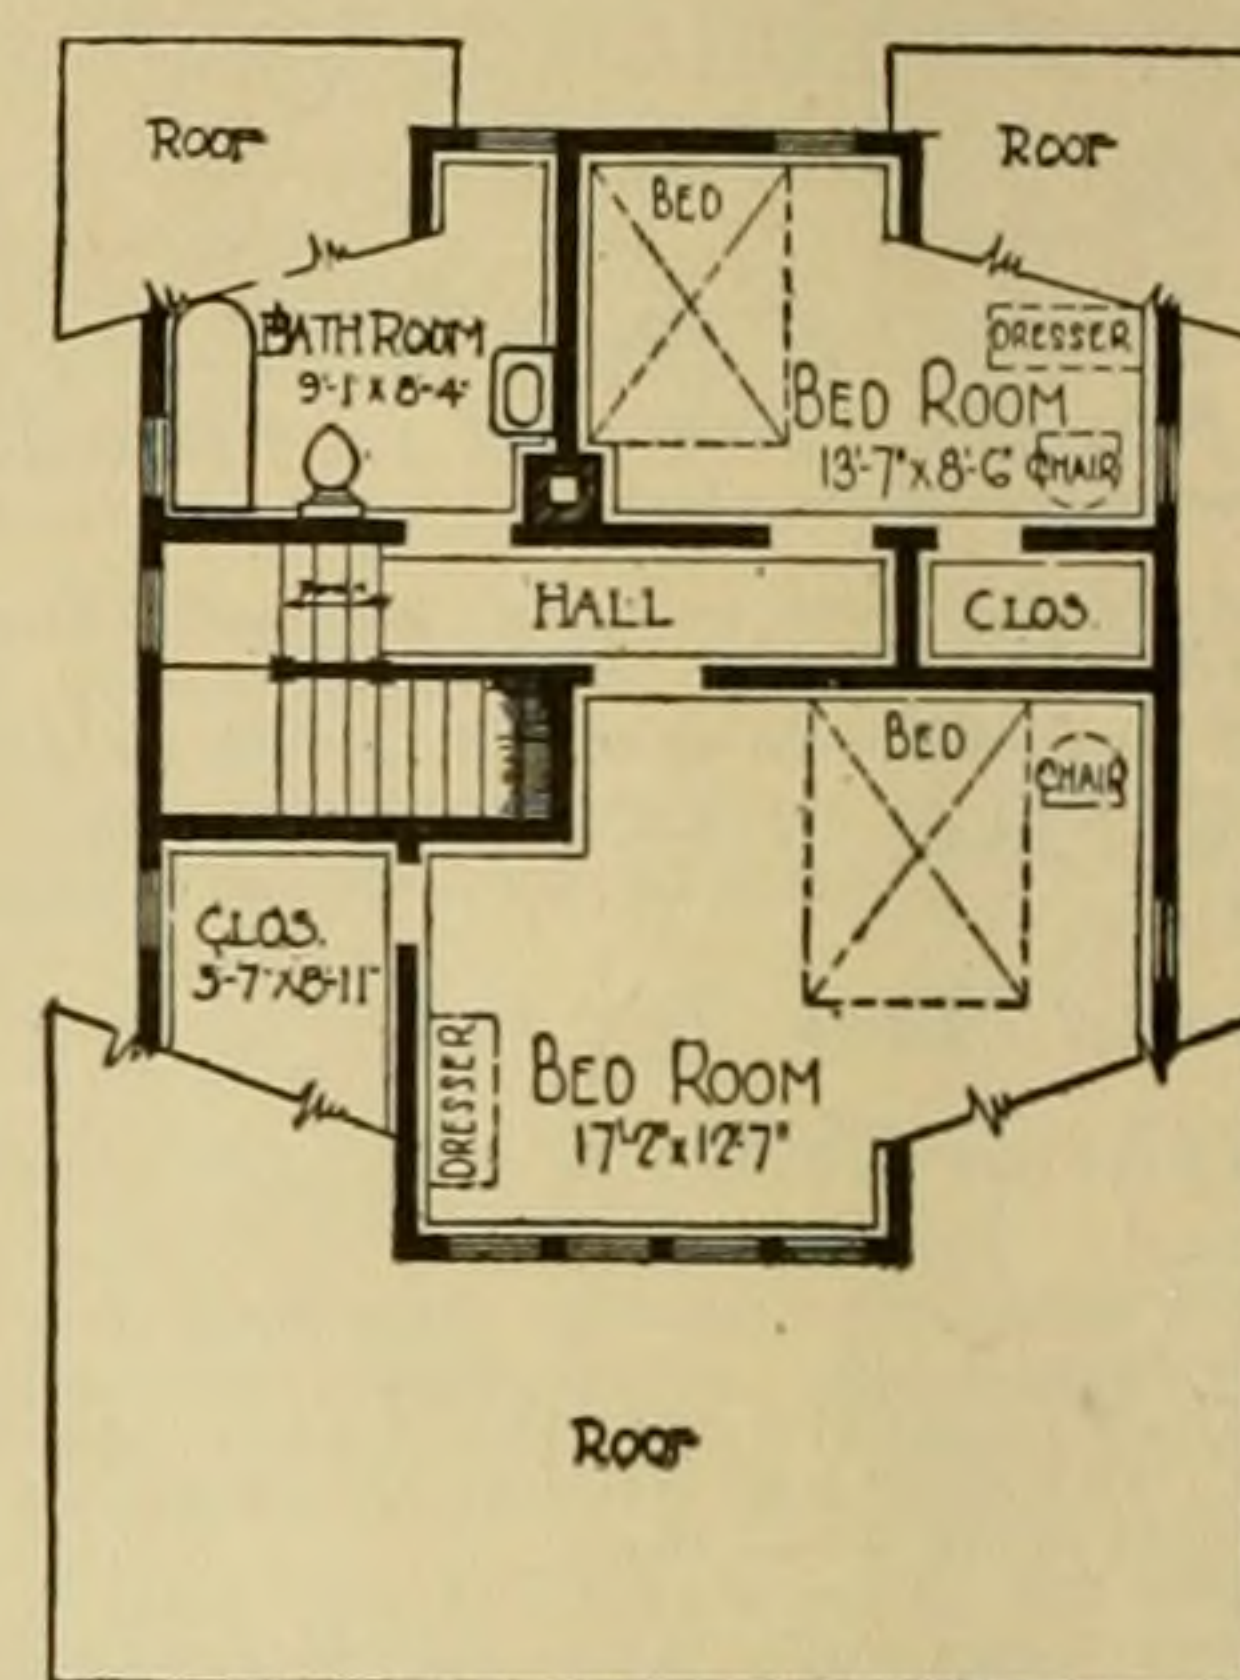 ROOF
ROOF
BED
BATH ROOM
9'-1" X 8'-4"
DRESSER
BED ROOM
13'-7" X 8'-6"
CHAIR
HALL
CLOS.
BED
CHAIR
CLOS.
5-7" X 8-11"
DRESSER
BED ROOM
17'-2" X 12'-7"
ROOF